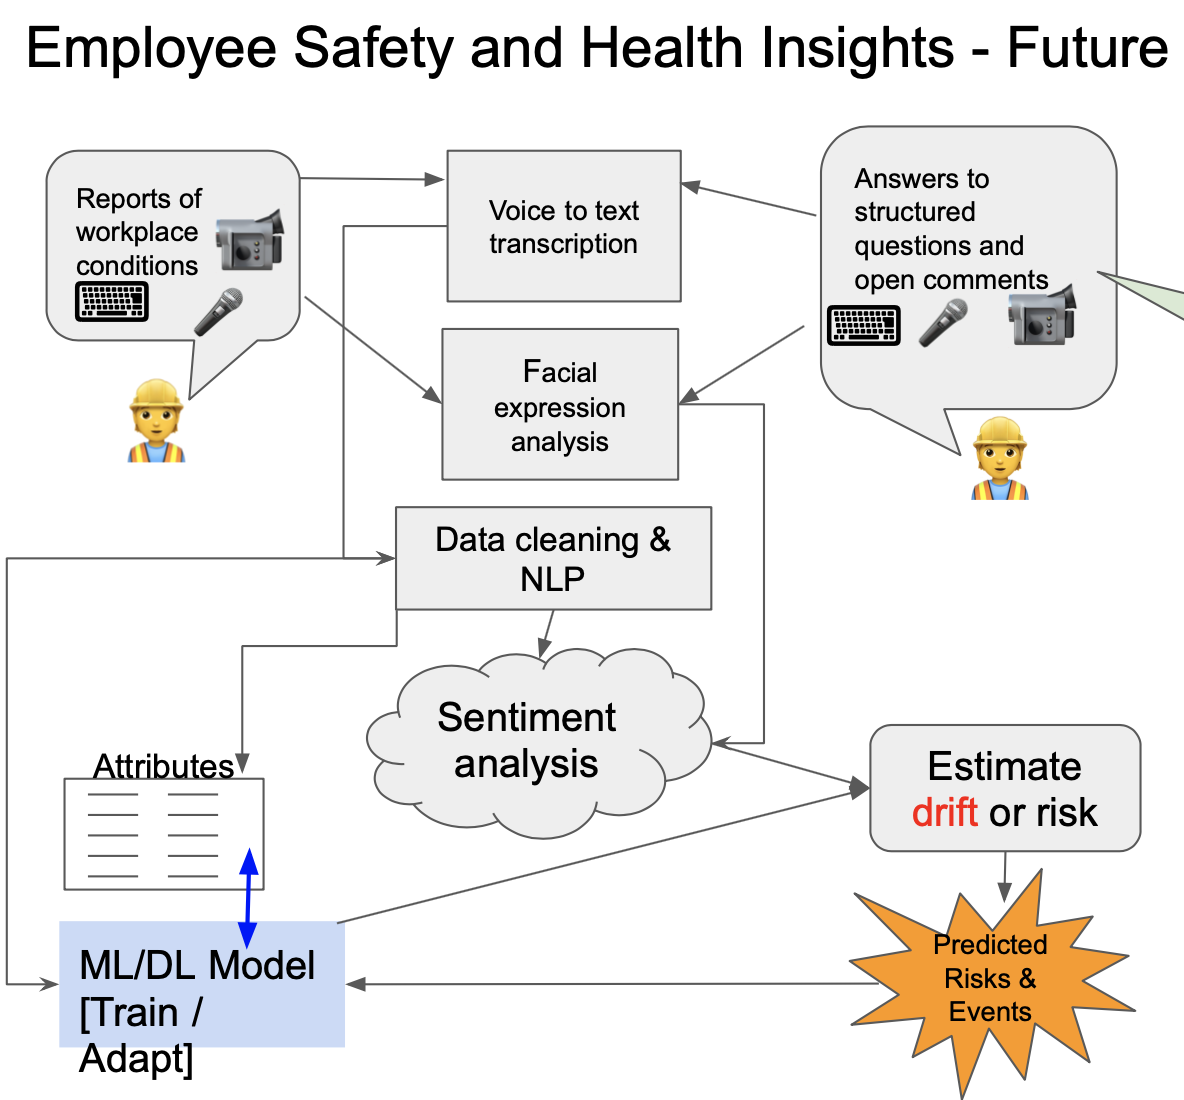 Employee Safety and Health Insights - Future
Reports of
workplace
conditions
Voice to text
transcription
Answers to
structured
questions and
open comments
Facial
expression
analysis
Data cleaning &
NLP
Sentiment
analysis
Attributes
Estimate
drift or risk
ML/DL Model
[Train /
Adapt]
Predicted
Risks &
Events